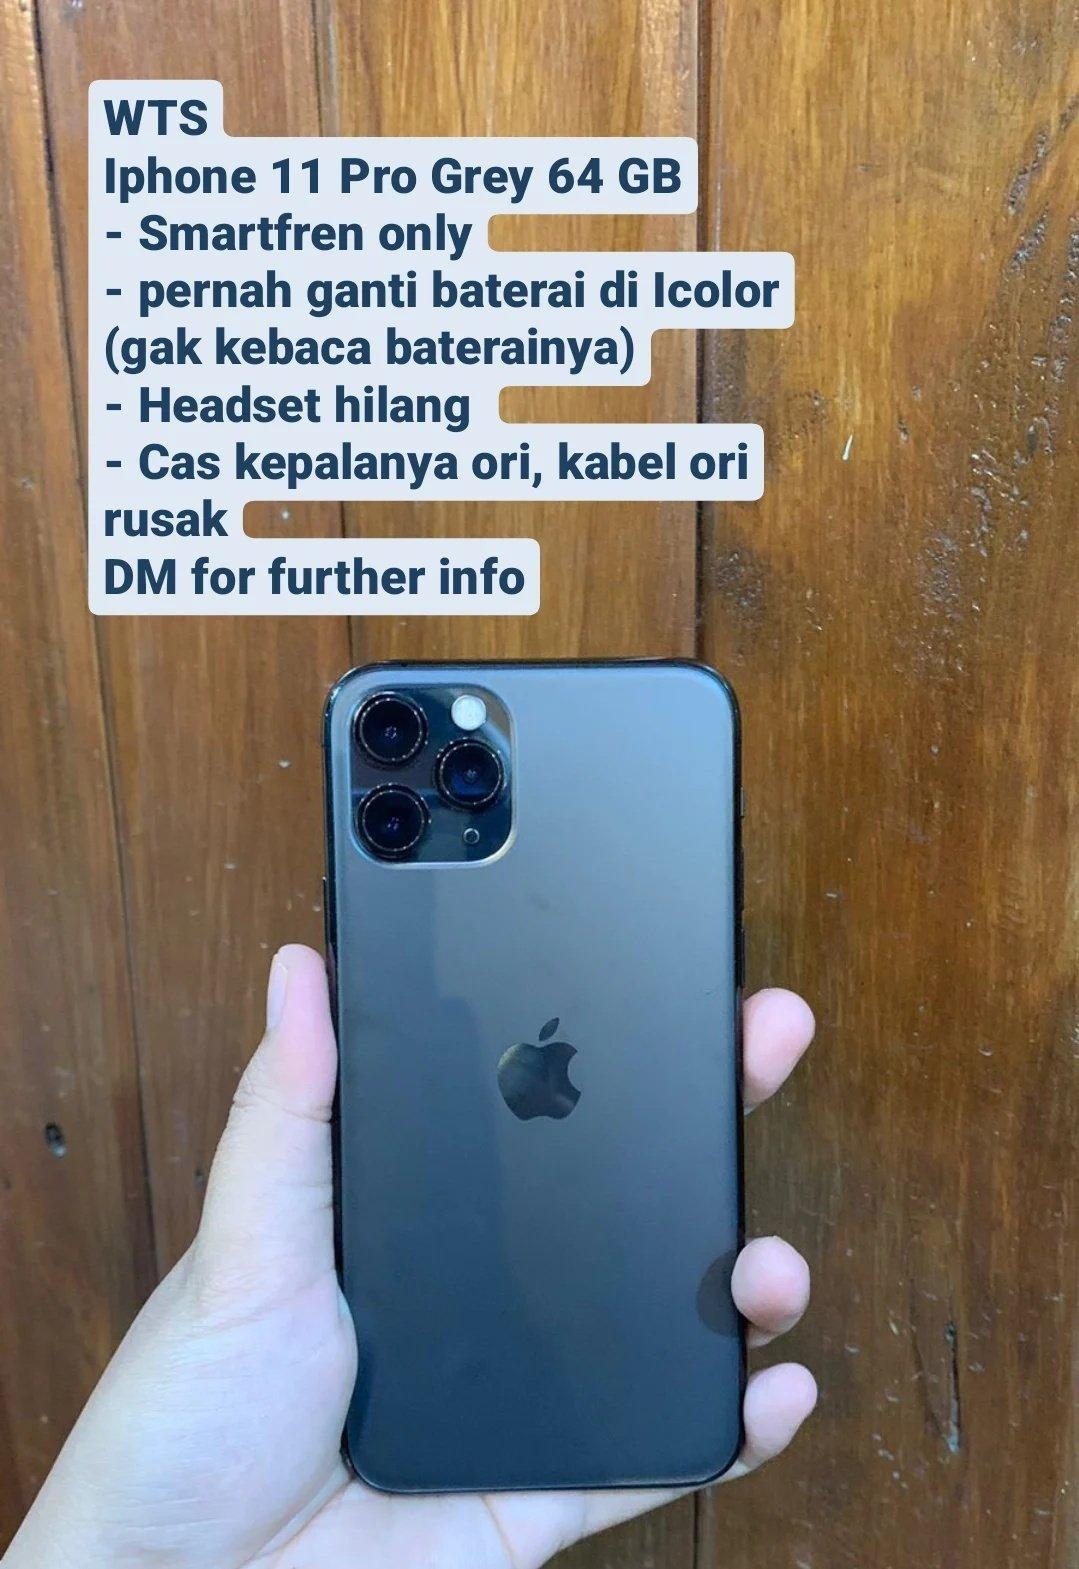 WTS
Iphone 11 Pro Grey 64 GB
- Smartfren only
- pernah ganti baterai di Icolor
(gak kebaca baterainya)
- Headset hilang
- Cas kepalanya ori, kabel ori
rusak
DM for further info